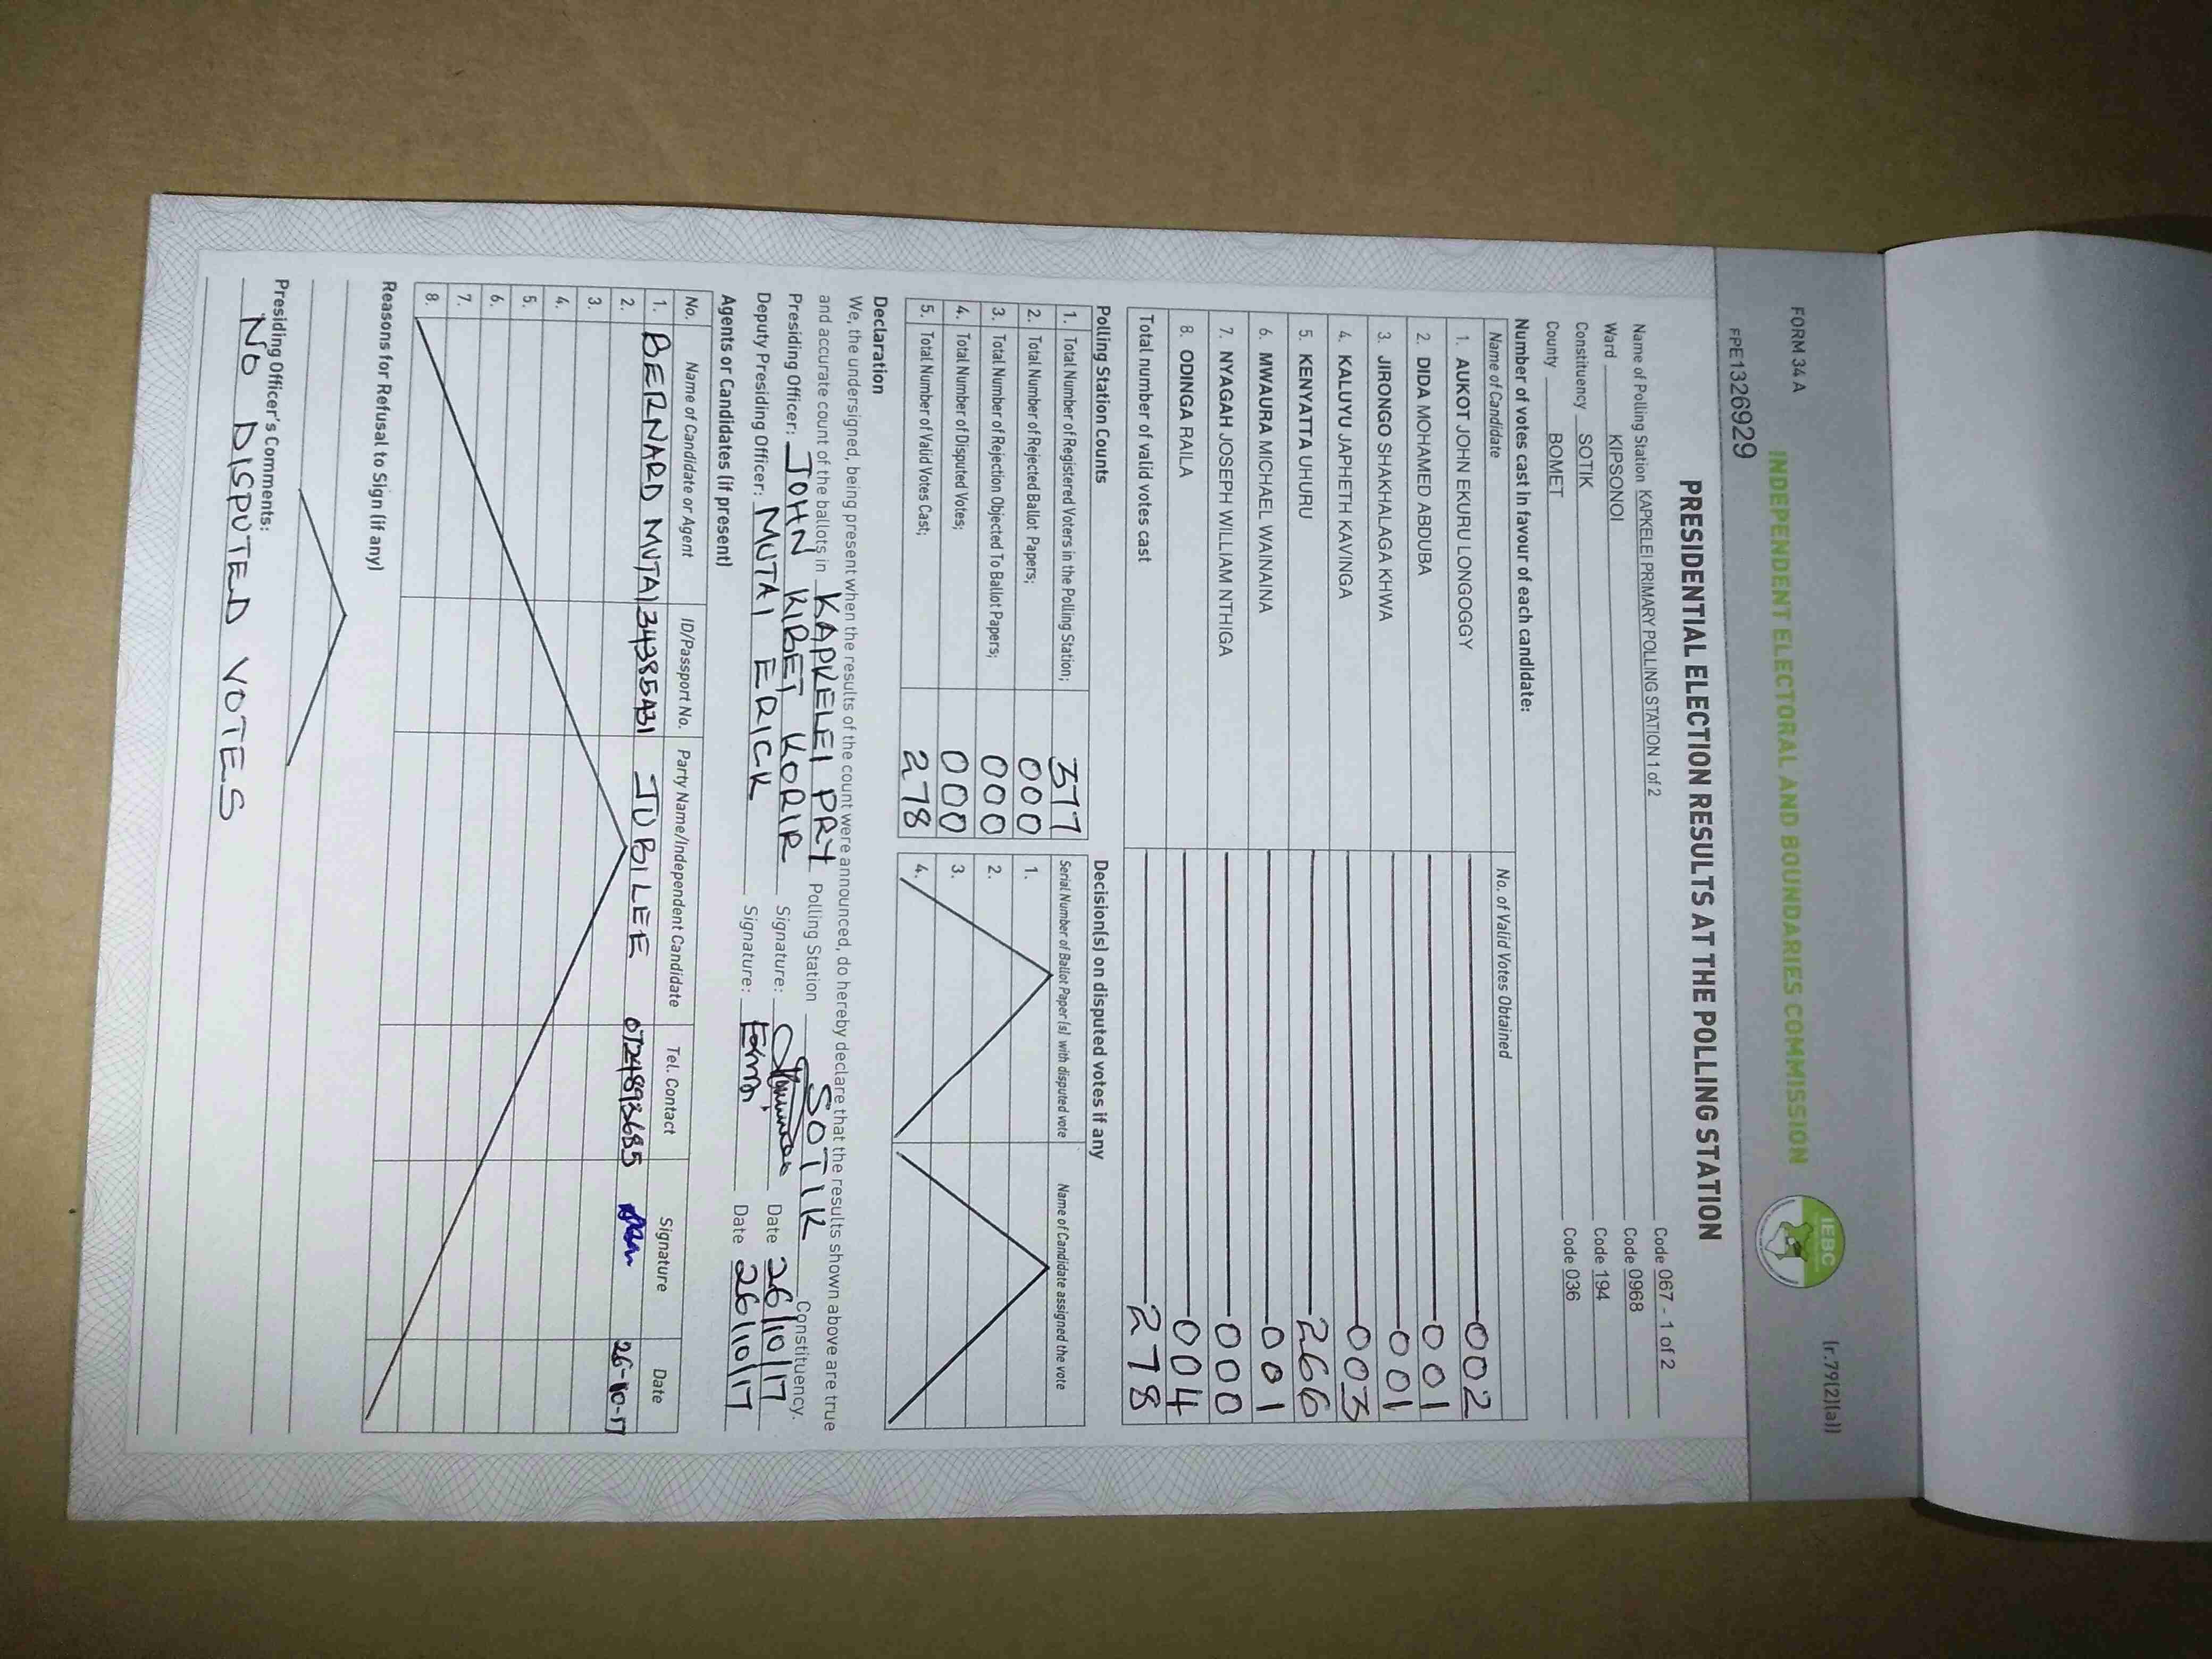 FORM 34 A
(r.79(2)(a))
INDEPENDENT ELECTORAL AND BOUNDARIES COMMISSION
IEBC
FPE1326929
PRESIDENTIAL ELECTION RESULTS AT THE POLLING STATION
Name of Polling Station KAPKELEI PRIMARY POLLING STATION 1 of 2 Code 067 - 1 of 2
Ward KIPSONOI Code 0968
Constituency SOTIK Code 194
County BOMET Code 036
Number of votes cast in favour of each candidate:
Name of Candidate No. of Valid Votes Obtained
1. AUKOT JOHN EKURU LONGOGGY 002
2. DIDA MOHAMED ABDUBA 001
3. JIRONGO SHAKHALAGA KHWA 001
4. KALUYU JAPHETH KAVINGA 003
5. KENYATTA UHURU 266
6. MWAURA MICHAEL WAINAINA 001
7. NYAGAH JOSEPH WILLIAM NTHIGA 000
8. ODINGA RAILA 004
Total number of valid votes cast 278
Polling Station Counts
1. Total Number of Registered Voters in the Polling Station; 377
2. Total Number of Rejected Ballot Papers; 000
3. Total Number of Rejection Objected To Ballot Papers; 000
4. Total Number of Disputed Votes; 000
5. Total Number of Valid Votes Cast; 278
Decision(s) on disputed votes if any
Serial Number of Ballot Paper (s) with disputed vote Name of Candidate assigned the vote
1.
2.
3.
4.
Declaration
We, the undersigned, being present when the results of the count were announced, do hereby declare that the results shown above are true
and accurate count of the ballots in KAPKELEI PRY Polling Station SOTIK Constituency.
Presiding Officer: JOHN KIBET KORIR Signature: Date 26/10/17
Deputy Presiding Officer: MUTAI ERICK Signature: Date 26/10/17
Agents or Candidates (if present)
No. Name of Candidate or Agent ID/Passport No. Party Name/Independent Candidate Tel. Contact Signature Date
1. BERNARD MUTAI JUBILEE 0724893685 26-10-17
2.
3.
4.
5.
6.
7.
8.
Reasons for Refusal to Sign (if any)
Presiding Officer's Comments:
NO DISPUTED VOTES